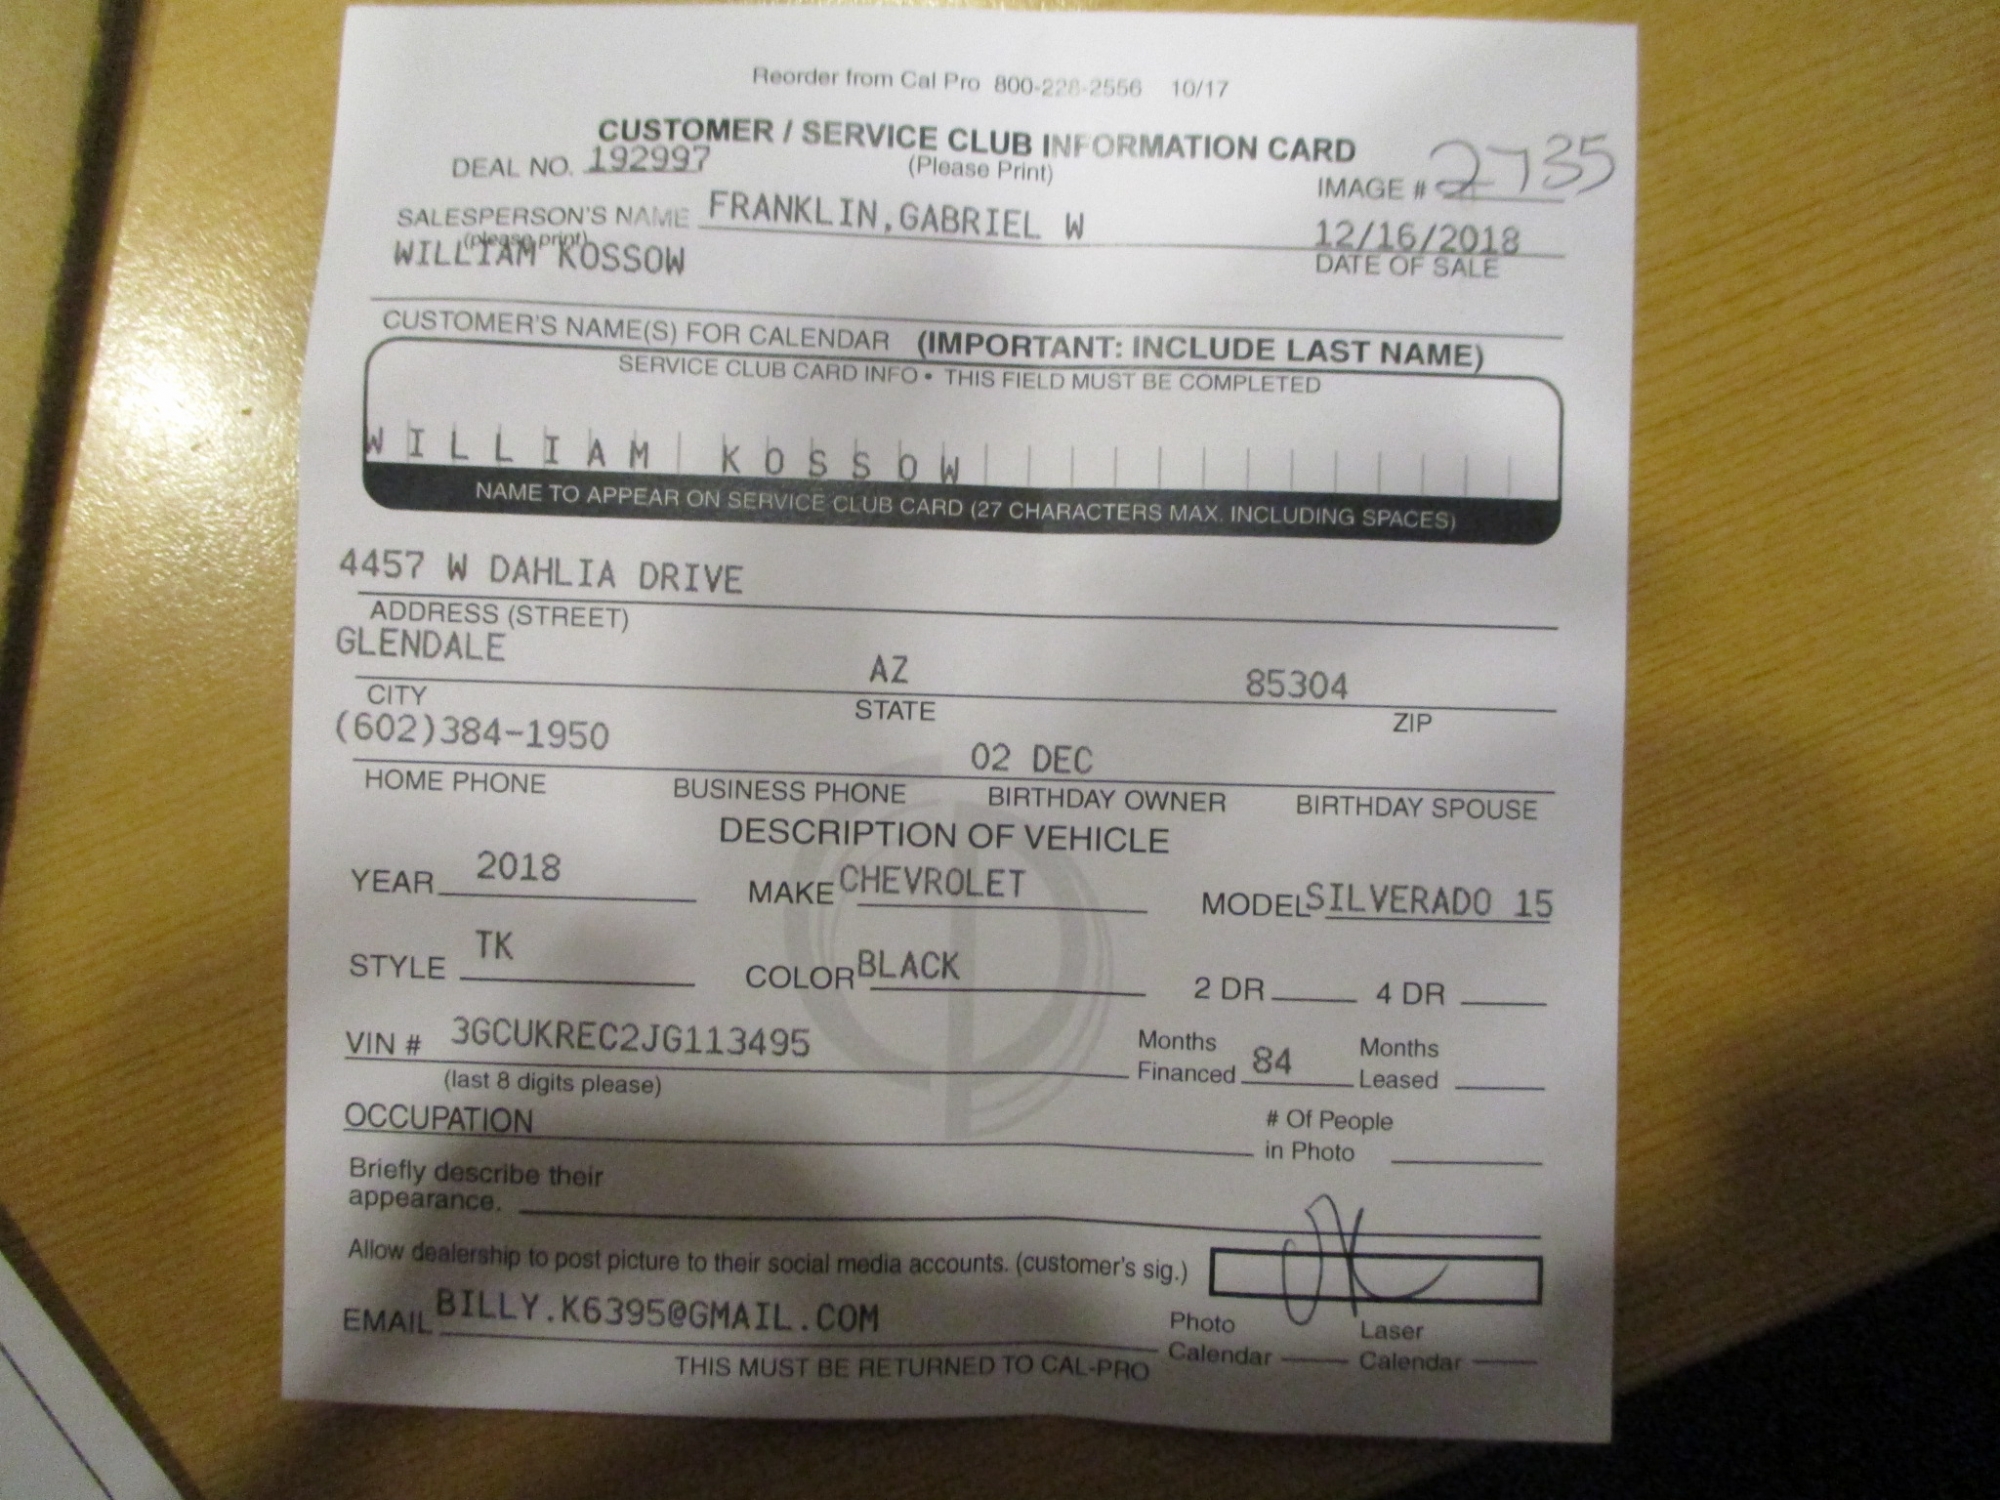 Reorder from Cal Pro 800-228-2556 10/17
CUSTOMER / SERVICE CLUB INFORMATION CARD
(Please Print)
DEAL NO. 192997
IMAGE # 2735
SALESPERSON'S NAME FRANKLIN,GABRIEL W
(please print)
12/16/2018
DATE OF SALE
WILLIAM KOSSOW
CUSTOMER'S NAME(S) FOR CALENDAR (IMPORTANT: INCLUDE LAST NAME)
SERVICE CLUB CARD INFO • THIS FIELD MUST BE COMPLETED
WILLIAM KOSSOW
NAME TO APPEAR ON SERVICE CLUB CARD (27 CHARACTERS MAX. INCLUDING SPACES)
4457 W DAHLIA DRIVE
ADDRESS (STREET)
GLENDALE AZ 85304
CITY STATE ZIP
(602)384-1950 02 DEC
HOME PHONE BUSINESS PHONE BIRTHDAY OWNER BIRTHDAY SPOUSE
DESCRIPTION OF VEHICLE
YEAR 2018 MAKE CHEVROLET MODEL SILVERADO 15
STYLE TK COLOR BLACK 2 DR 4 DR
VIN # 3GCUKREC2JG113495 Months Financed 84 Months Leased
(last 8 digits please)
OCCUPATION # Of People in Photo
Briefly describe their
appearance.
Allow dealership to post picture to their social media accounts. (customer's sig.)
EMAIL BILLY.K6395@GMAIL.COM Photo Calendar Laser Calendar
THIS MUST BE RETURNED TO CAL-PRO